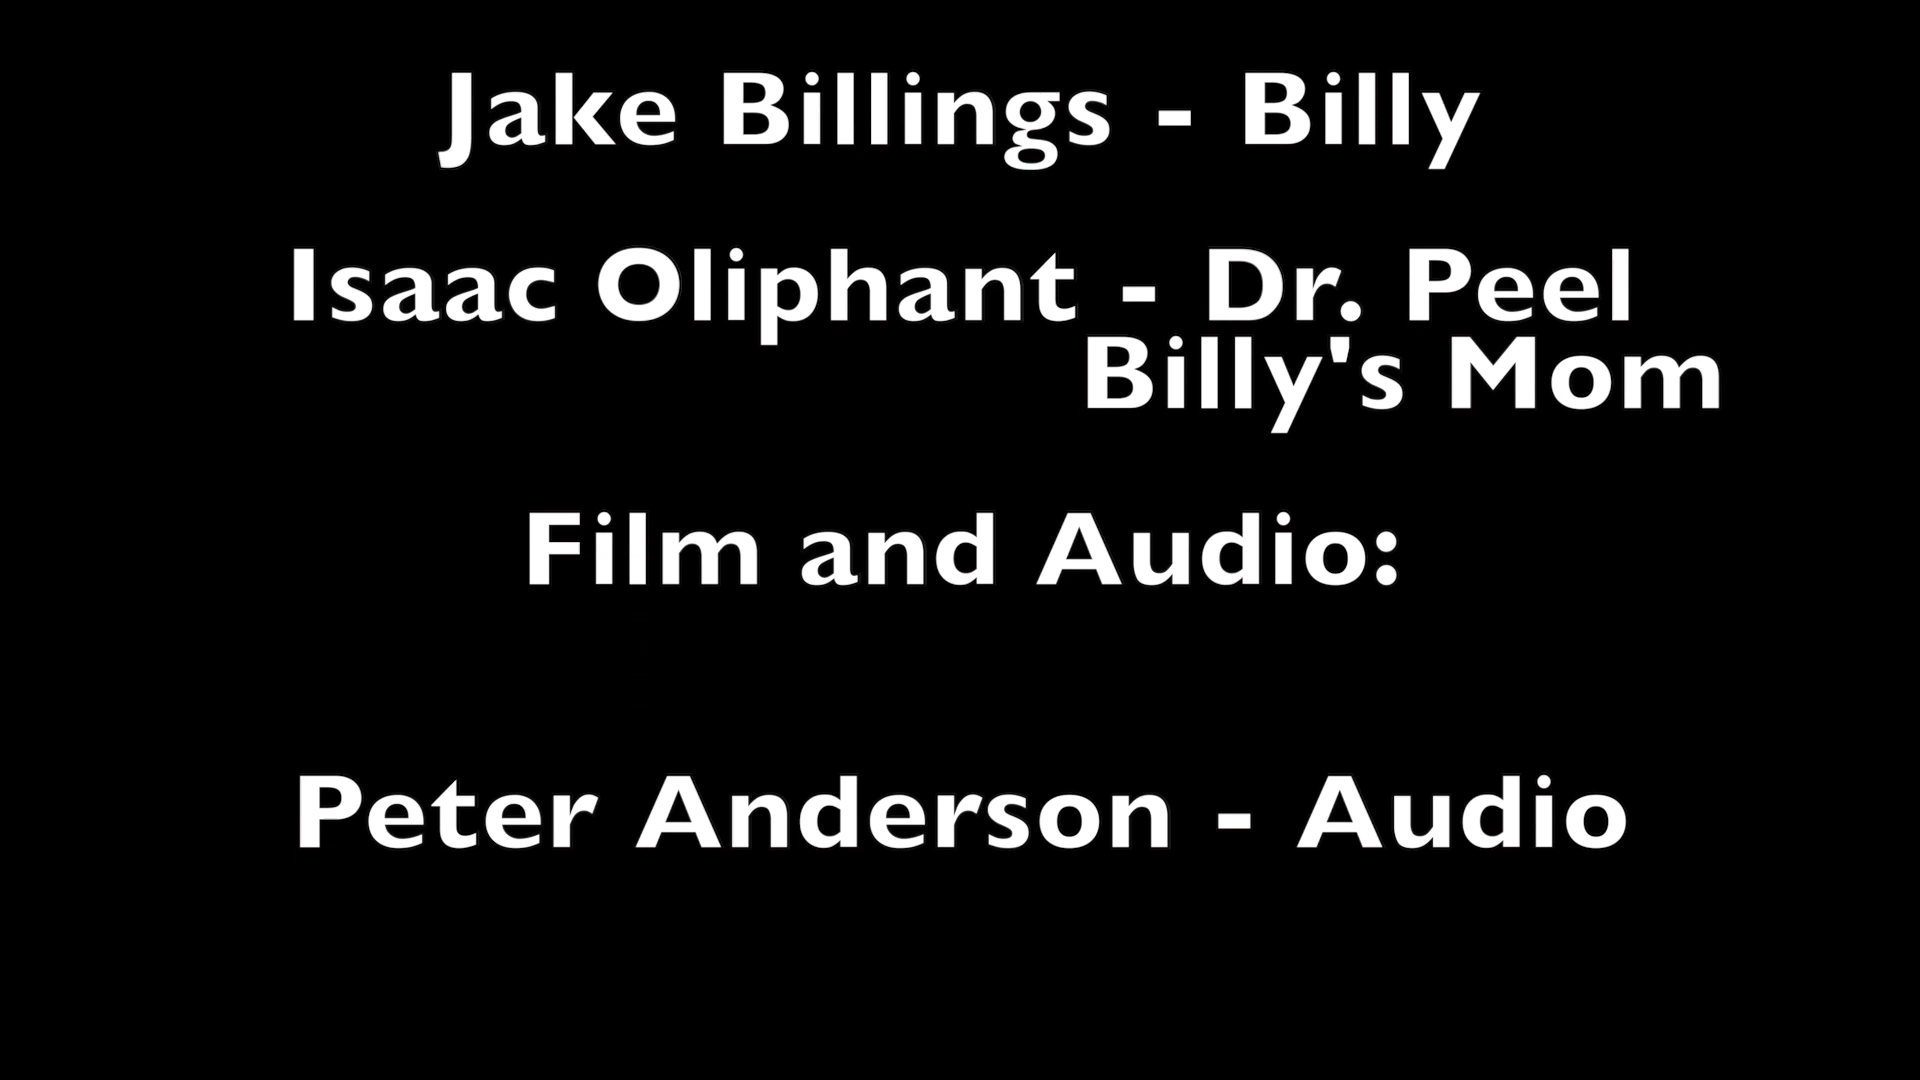 Jake Billings - Billy
Isaac Oliphant - Dr. Peel
Billy's Mom
Film and Audio:
Peter Anderson - Audio